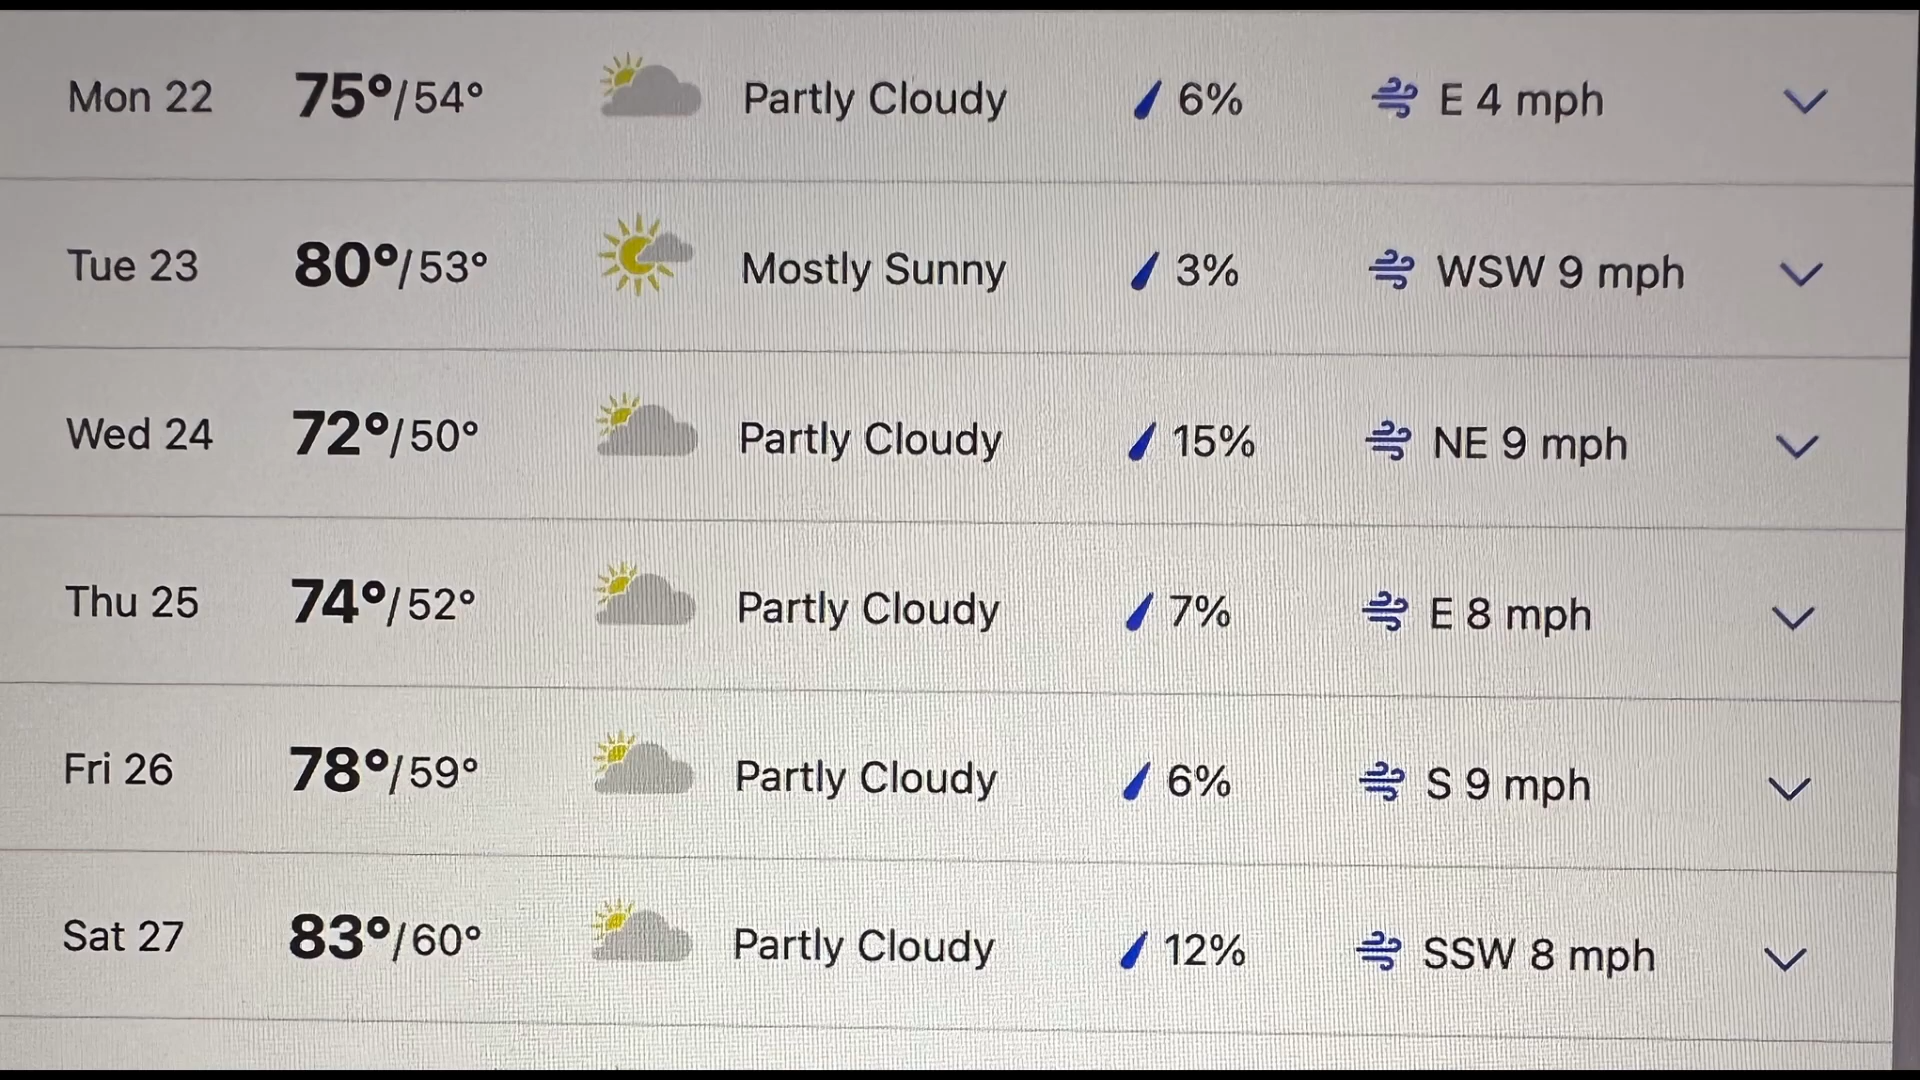 Mon 22 75°/54° Partly Cloudy 6% E 4 mph
Tue 23 80°/53° Mostly Sunny 3% WSW 9 mph
Wed 24 72°/50° Partly Cloudy 15% NE 9 mph
Thu 25 74°/52° Partly Cloudy 7% E 8 mph
Fri 26 78°/59° Partly Cloudy 6% S 9 mph
Sat 27 83°/60° Partly Cloudy 12% SSW 8 mph